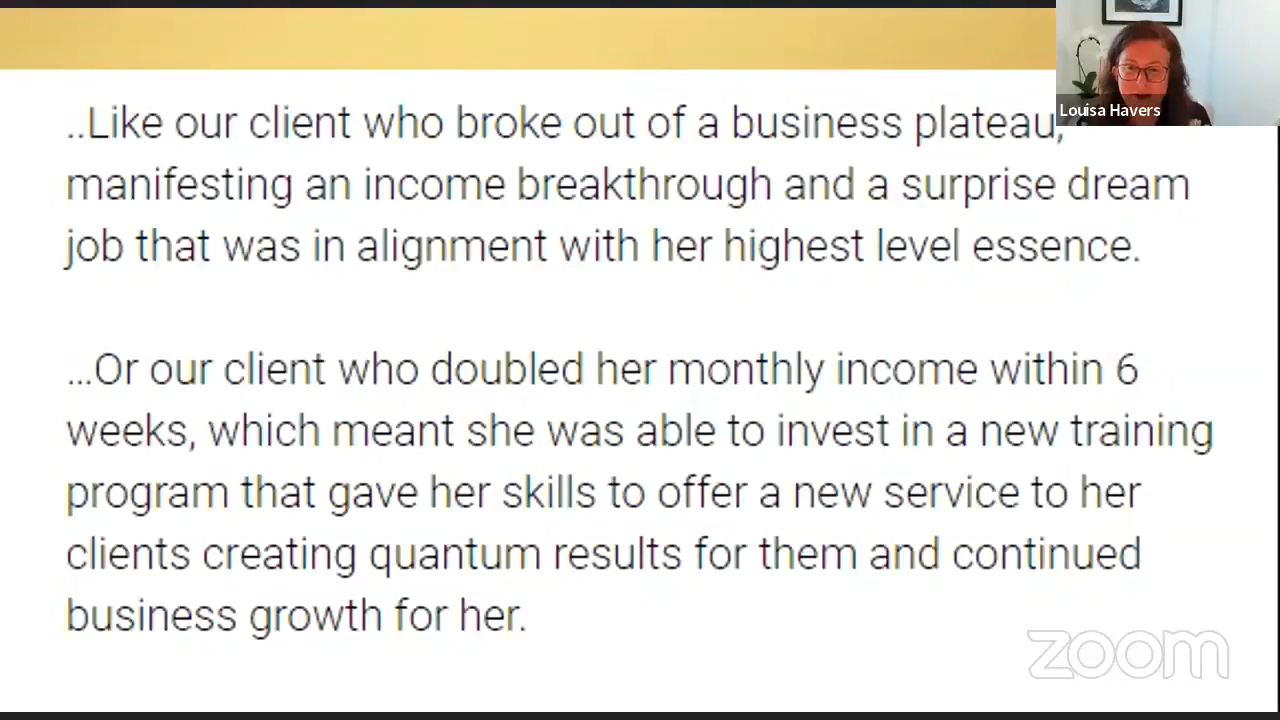 Louisa Havers
..Like our client who broke out of a business plateau,
manifesting an income breakthrough and a surprise dream
job that was in alignment with her highest level essence.
...Or our client who doubled her monthly income within 6
weeks, which meant she was able to invest in a new training
program that gave her skills to offer a new service to her
clients creating quantum results for them and continued
business growth for her.
zoom